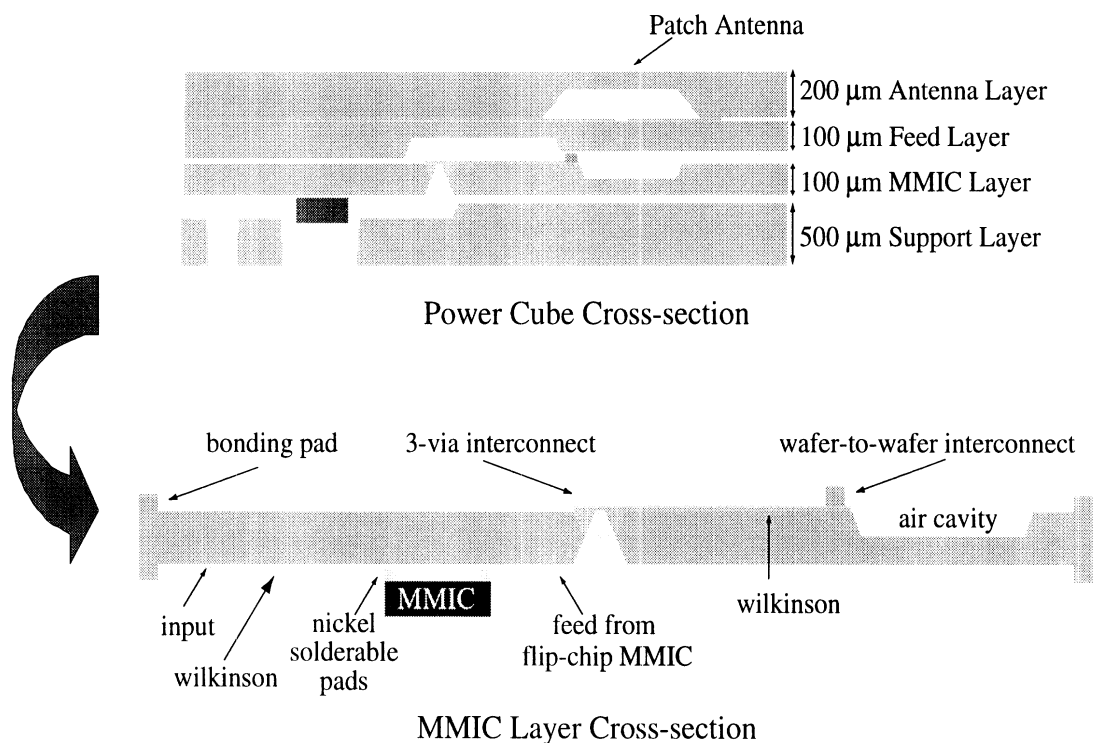 Patch Antenna
200 μm Antenna Layer
100 μm Feed Layer
100 μm MMIC Layer
500 μm Support Layer
Power Cube Cross-section
bonding pad
3-via interconnect
wafer-to-wafer interconnect
air cavity
MMIC
input
wilkinson
nickel
solderable
pads
feed from
flip-chip MMIC
wilkinson
MMIC Layer Cross-section